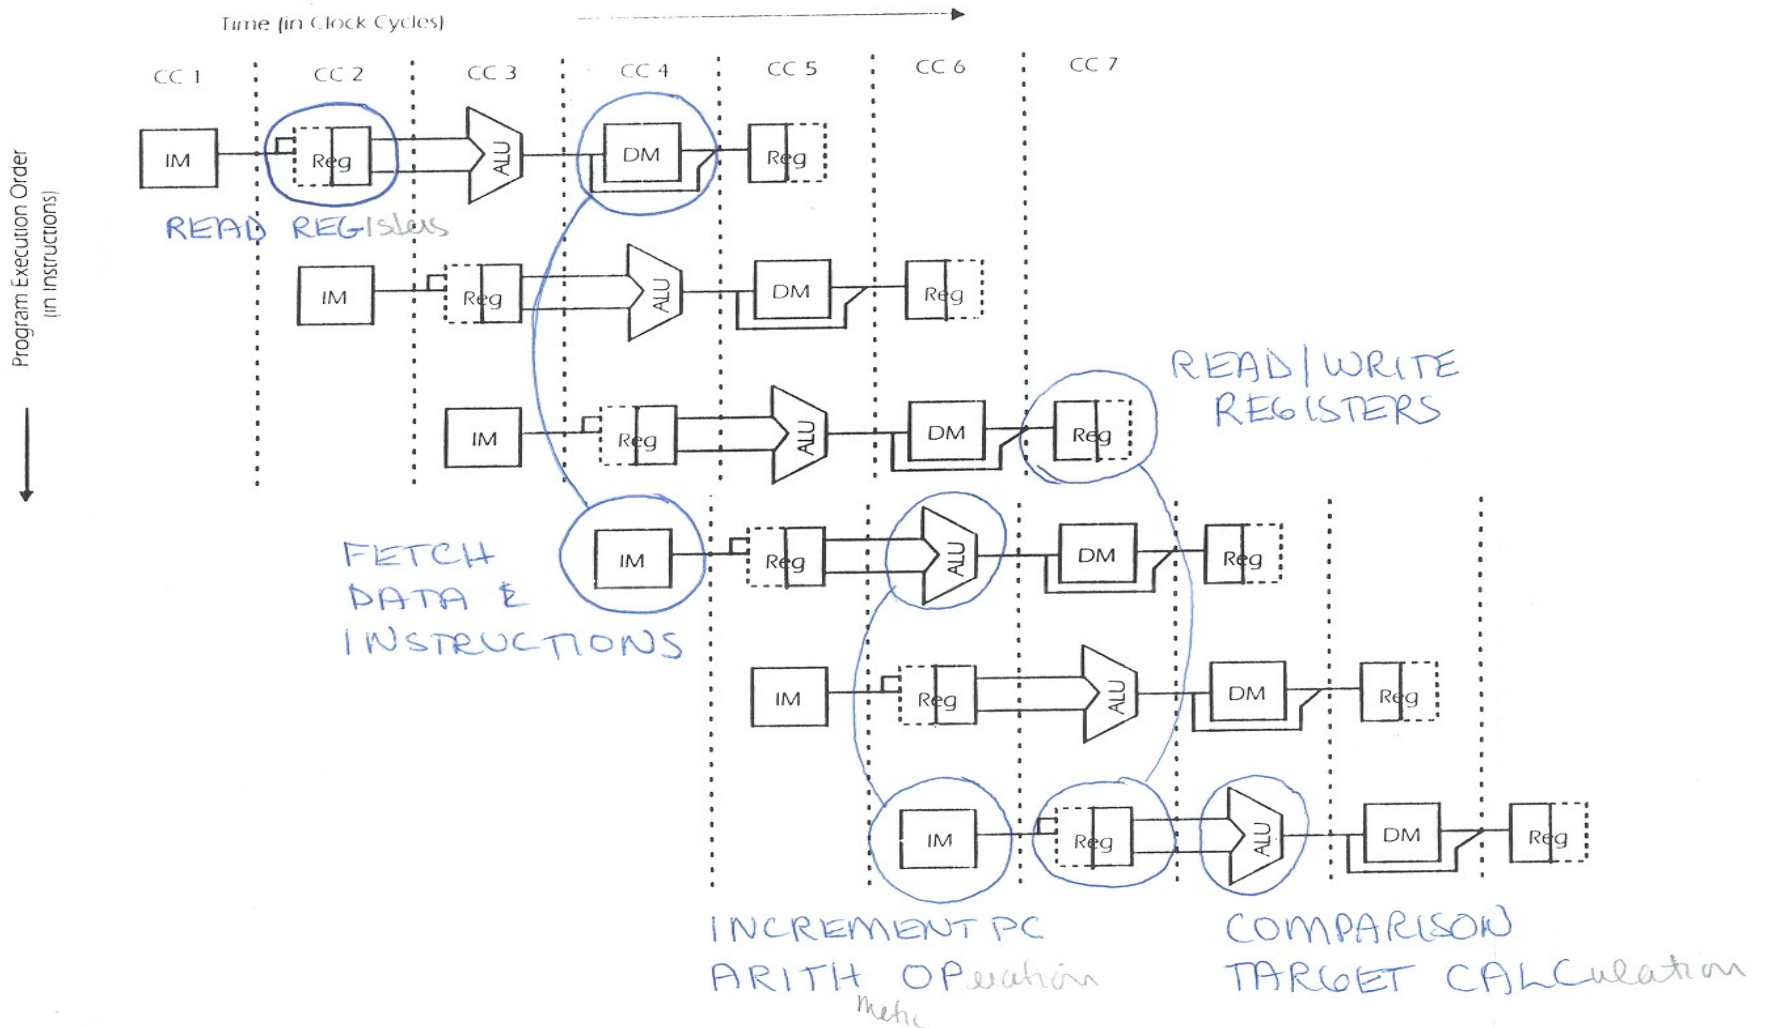 Time (in Clock Cycles)
CC 1 CC 2 CC 3 CC 4 CC 5 CC 6 CC 7
Program Execution Order
(in Instructions)
IM Reg ALU DM Reg
READ REGisters
IM Reg ALU DM Reg
READ/WRITE
REGISTERS
IM Reg ALU DM Reg
IM Reg ALU DM Reg
FETCH
DATA &
INSTRUCTIONS
IM Reg ALU DM Reg
IM Reg ALU DM Reg
INCREMENT PC
ARITH OPeration
metic
COMPARISON
TARGET CALCulation